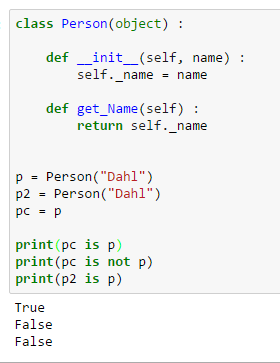 class Person(object) :
def __init__(self, name) :
self._name = name
def get_Name(self) :
return self._name
p = Person("Dahl")
p2 = Person("Dahl")
pc = p
print(pc is p)
print(pc is not p)
print(p2 is p)
True
False
False